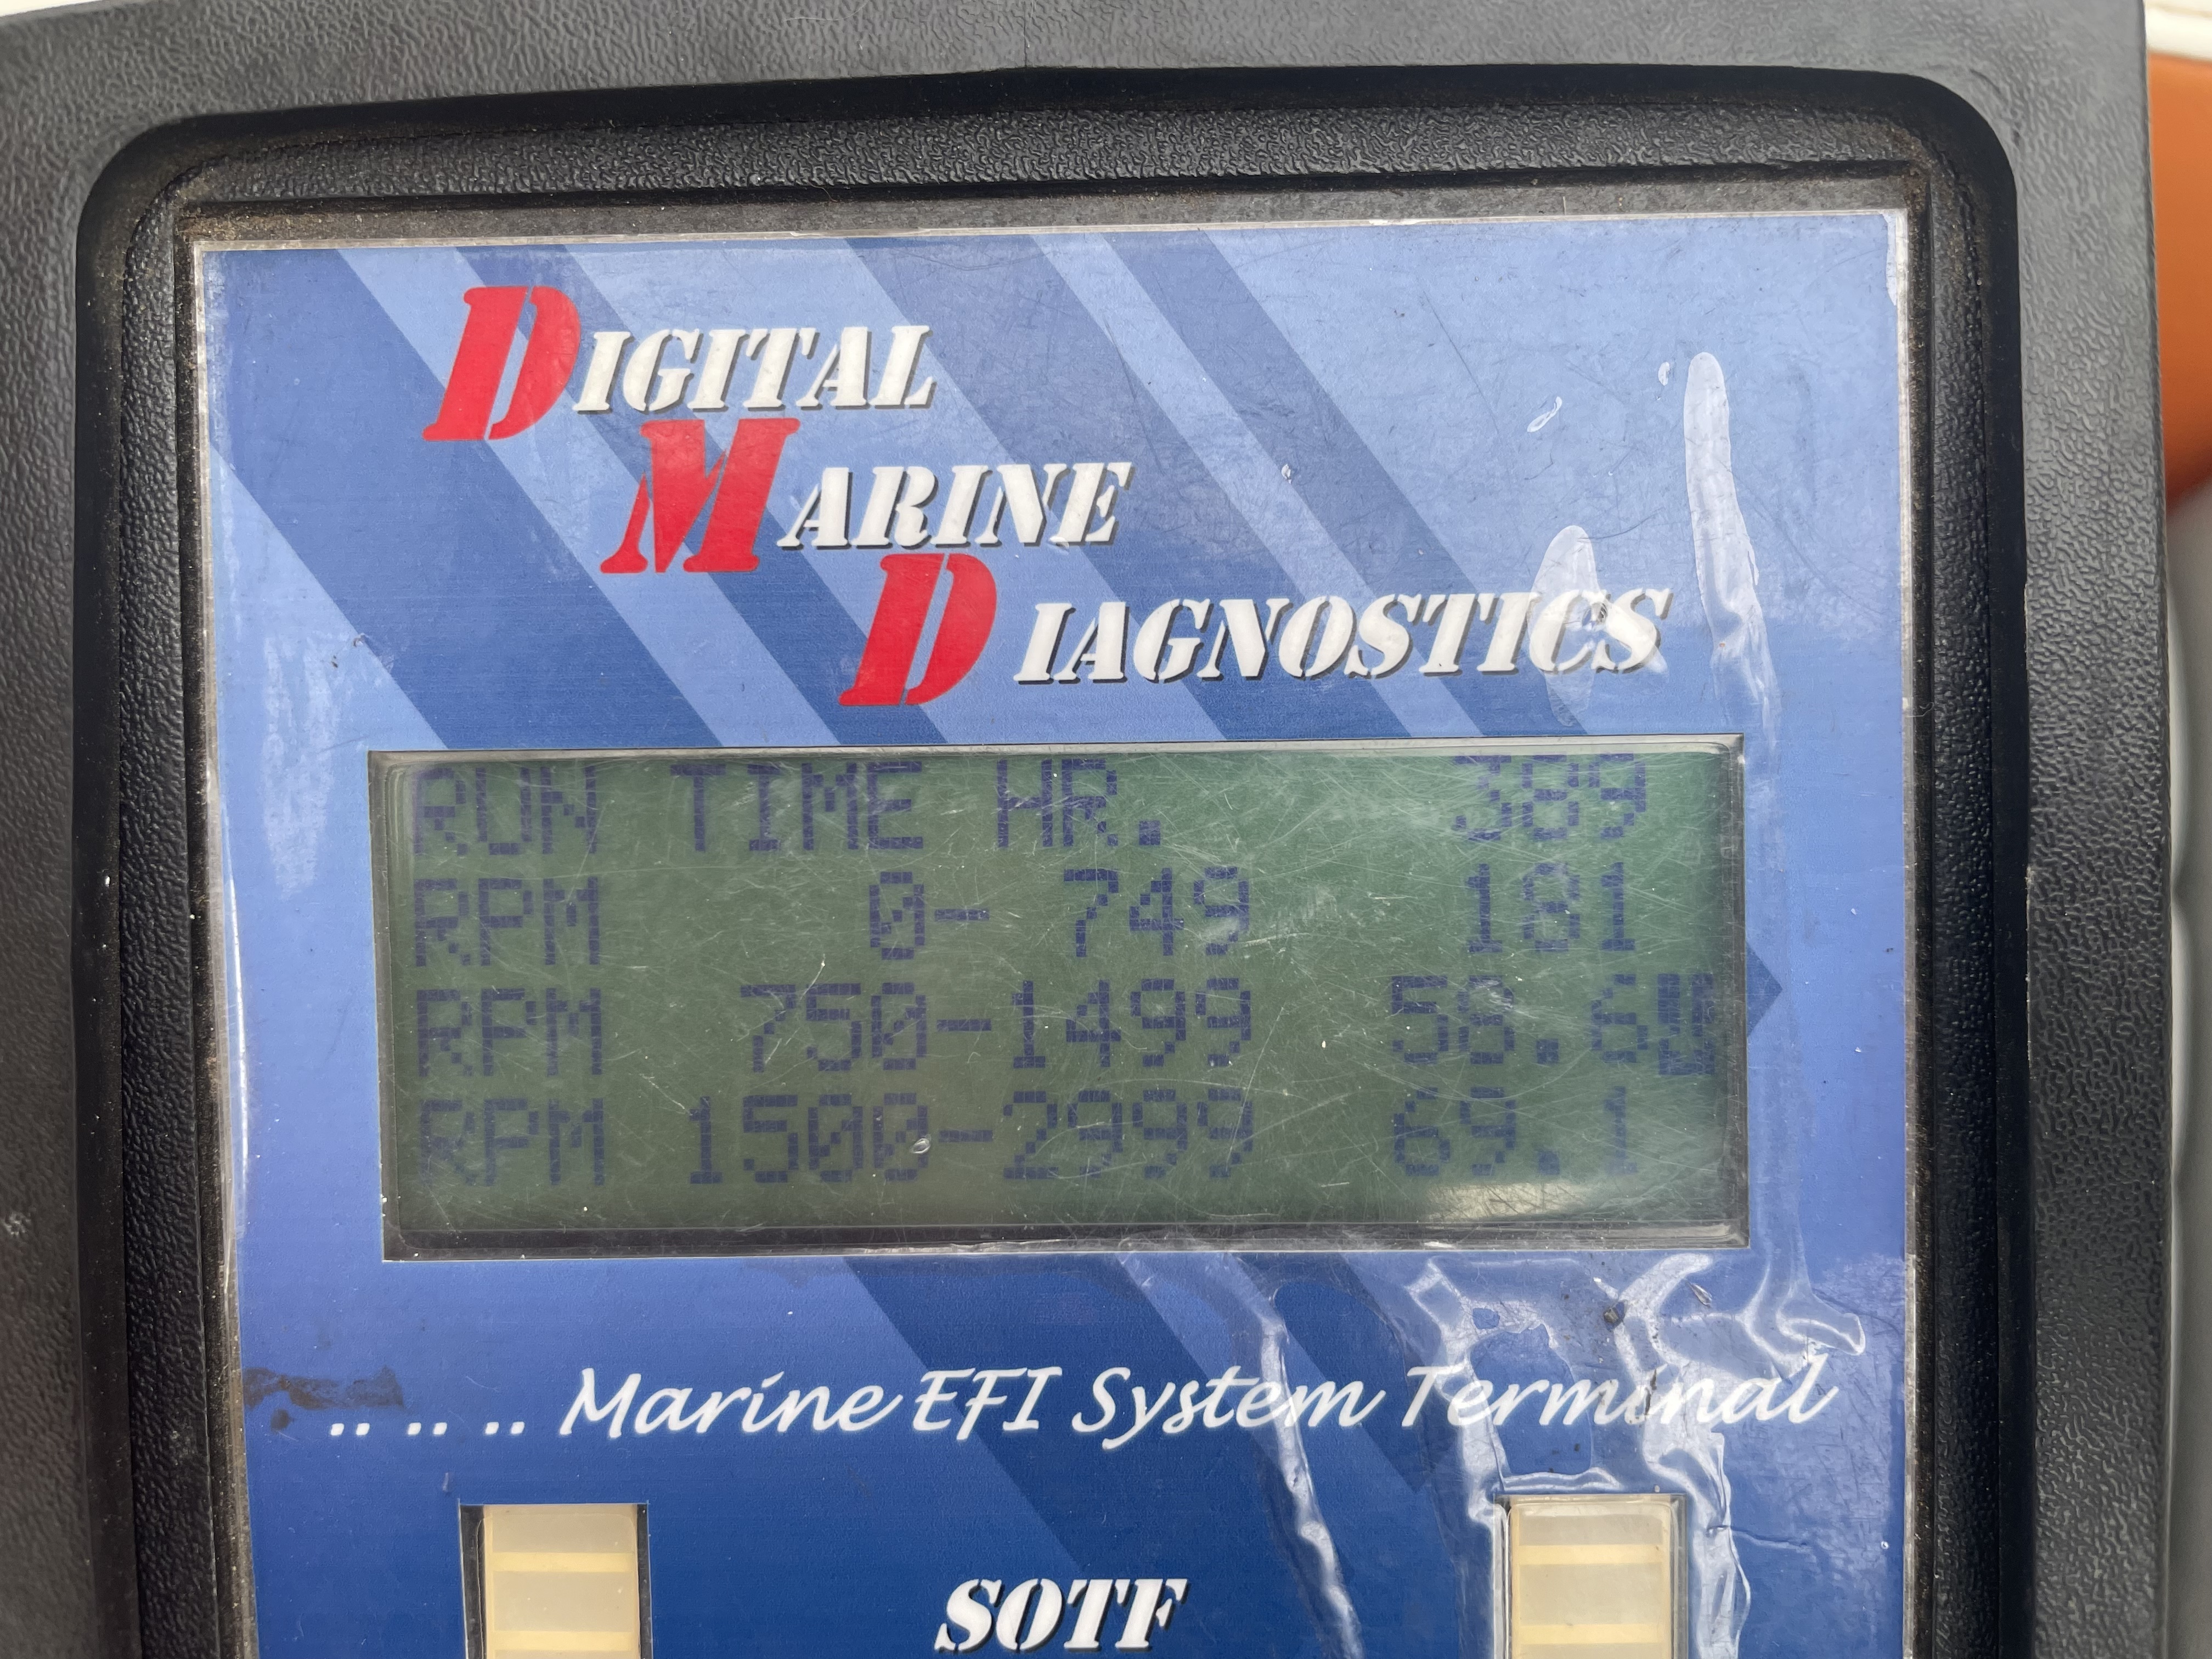 DIGITAL
MARINE
DIAGNOSTICS
RUN TIME HR. 389
RPM 0- 749 181
RPM 750-1499 58.6
RPM 1500-2999 69.1
.. .. .. Marine EFI System Terminal
SOTF